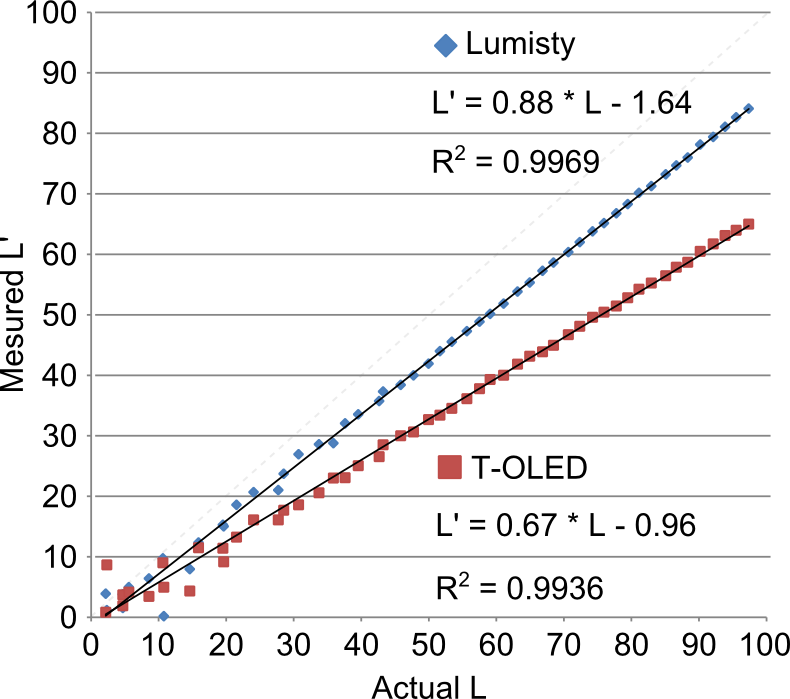 100
90
80
70
60
50
40
30
20
10
0
Mesured L'
Lumisty
L' = 0.88 * L - 1.64
R² = 0.9969
T-OLED
L' = 0.67 * L - 0.96
R² = 0.9936
0 10 20 30 40 50 60 70 80 90 100
Actual L